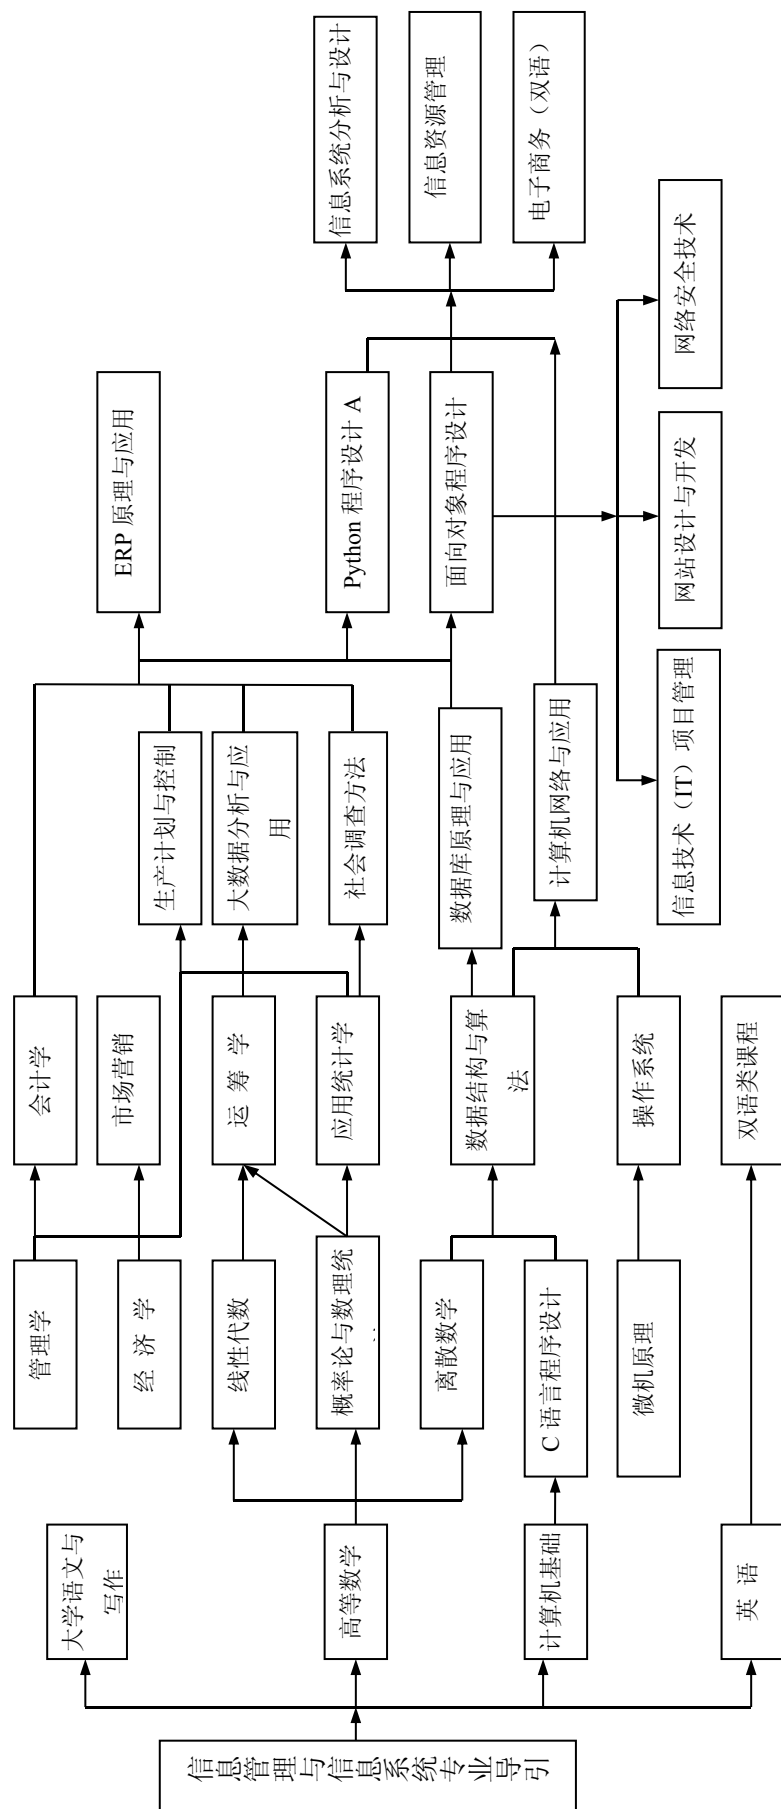 信息管理与信息系统专业导引
大学语文与
写作
高等数学
计算机基础
英 语
管理学
经 济 学
线性代数
概率论与数理统
离散数学
C 语言程序设计
微机原理
会计学
市场营销
运 筹 学
应用统计学
数据结构与算
法
操作系统
双语类课程
生产计划与控制
大数据分析与应
用
社会调查方法
数据库原理与应用
计算机网络与应用
ERP 原理与应用
Python 程序设计 A
面向对象程序设计
信息技术（IT）项目管理
网站设计与开发
网络安全技术
信息系统分析与设计
信息资源管理
电子商务（双语）